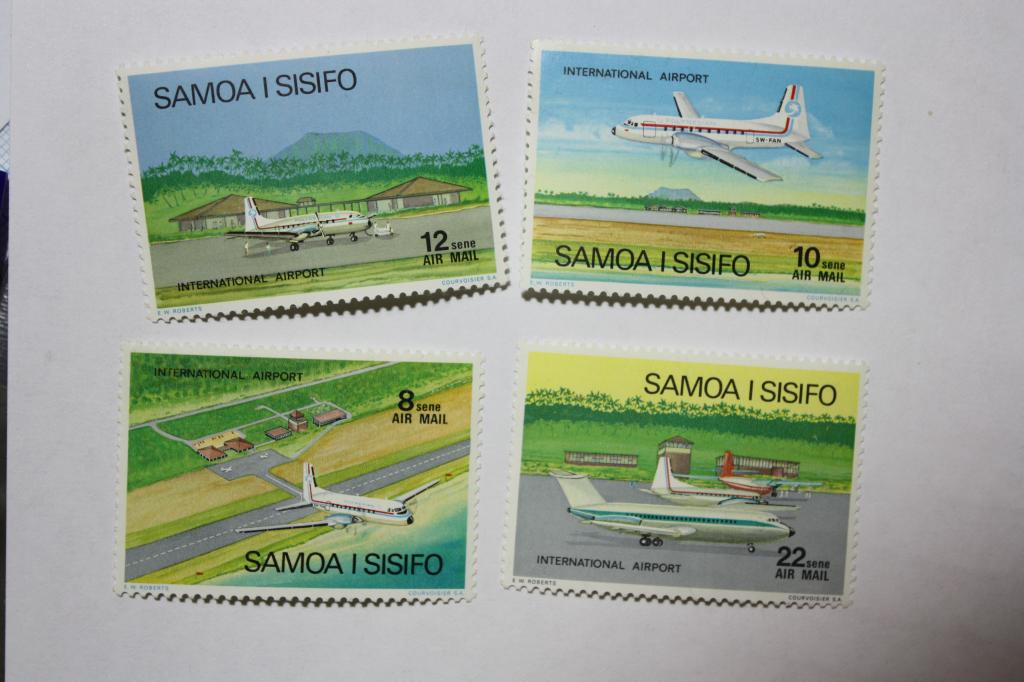 SAMOA I SISIFO
12 sene
AIR MAIL
INTERNATIONAL AIRPORT
E. W. ROBERTS
COURVOISIER S.A.
INTERNATIONAL AIRPORT
5W-FAN
SAMOA I SISIFO
10 sene
AIR MAIL
E. W. ROBERTS
COURVOISIER S.A.
INTERNATIONAL AIRPORT
8 sene
AIR MAIL
SAMOA I SISIFO
E. W. ROBERTS
COURVOISIER S.A.
SAMOA I SISIFO
INTERNATIONAL AIRPORT
22 sene
AIR MAIL
E. W. ROBERTS
COURVOISIER S.A.